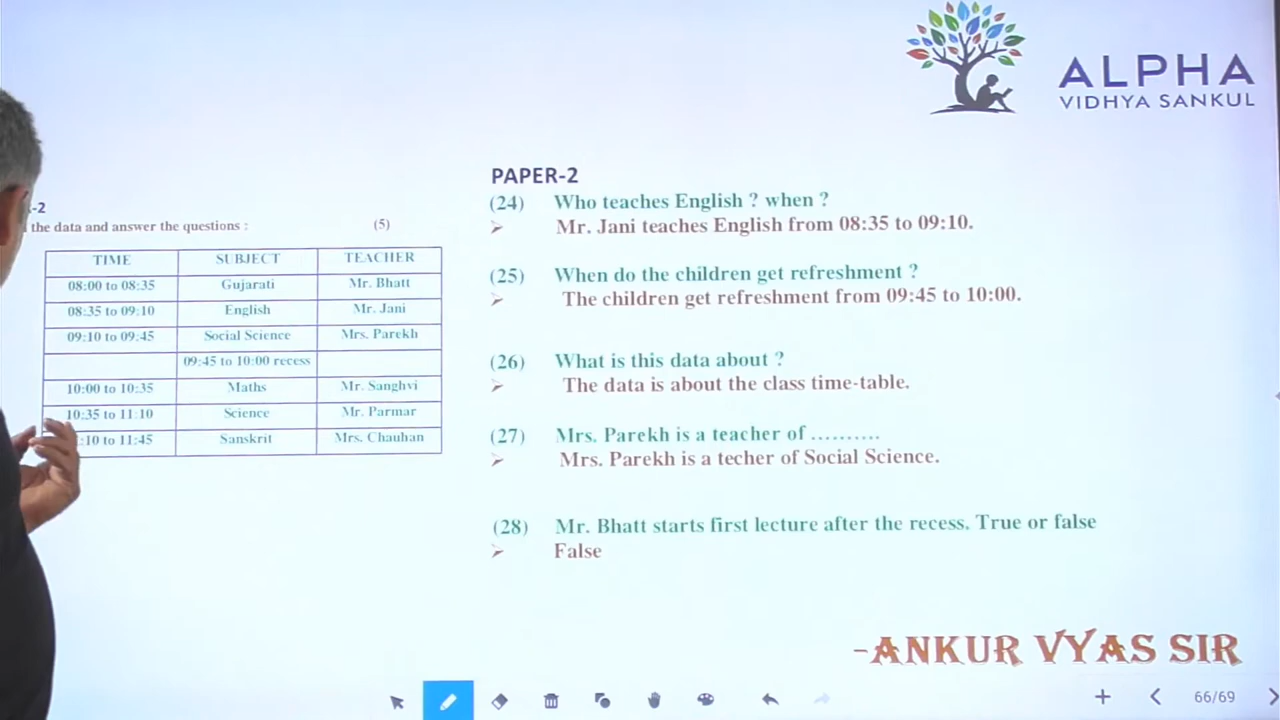 ALPHA
VIDHYA SANKUL
-2
the data and answer the questions : (5)
TIME SUBJECT TEACHER
08:00 to 08:35 Gujarati Mr. Bhatt
08:35 to 09:10 English Mr. Jani
09:10 to 09:45 Social Science Mrs. Parekh
09:45 to 10:00 recess
10:00 to 10:35 Maths Mr. Sanghvi
10:35 to 11:10 Science Mr. Parmar
:10 to 11:45 Sanskrit Mrs. Chauhan
PAPER-2
(24) Who teaches English ? when ?
➢ Mr. Jani teaches English from 08:35 to 09:10.
(25) When do the children get refreshment ?
➢ The children get refreshment from 09:45 to 10:00.
(26) What is this data about ?
➢ The data is about the class time-table.
(27) Mrs. Parekh is a teacher of ..........
➢ Mrs. Parekh is a techer of Social Science.
(28) Mr. Bhatt starts first lecture after the recess. True or false
➢ False
-ANKUR VYAS SIR
66/69